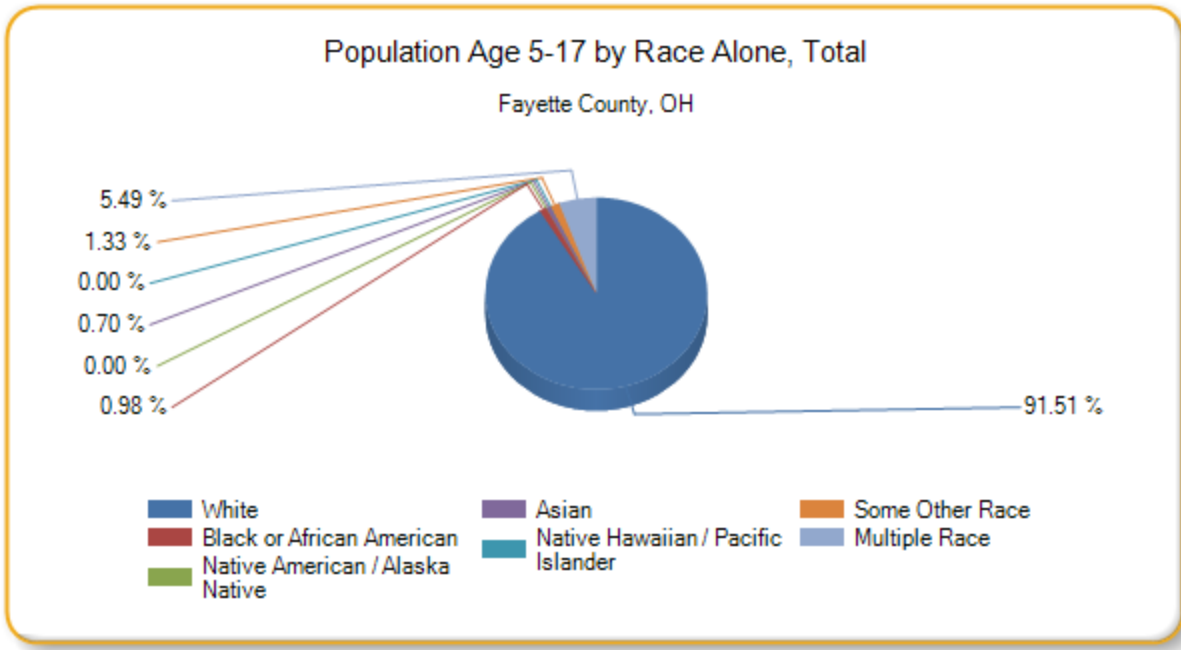 Population Age 5-17 by Race Alone, Total
Fayette County, OH
5.49 %
1.33 %
0.00 %
0.70 %
0.00 %
0.98 %
91.51 %
White
Black or African American
Native American / Alaska
Native
Asian
Native Hawaiian / Pacific
Islander
Some Other Race
Multiple Race